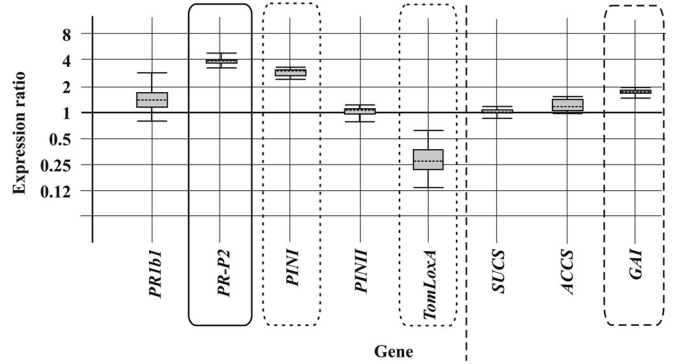 8
4
2
1
0.5
0.25
0.12
Expression ratio
PR1b1
PR-P2
PINI
PINII
TomLoxA
SUCS
ACCS
GAI
Gene